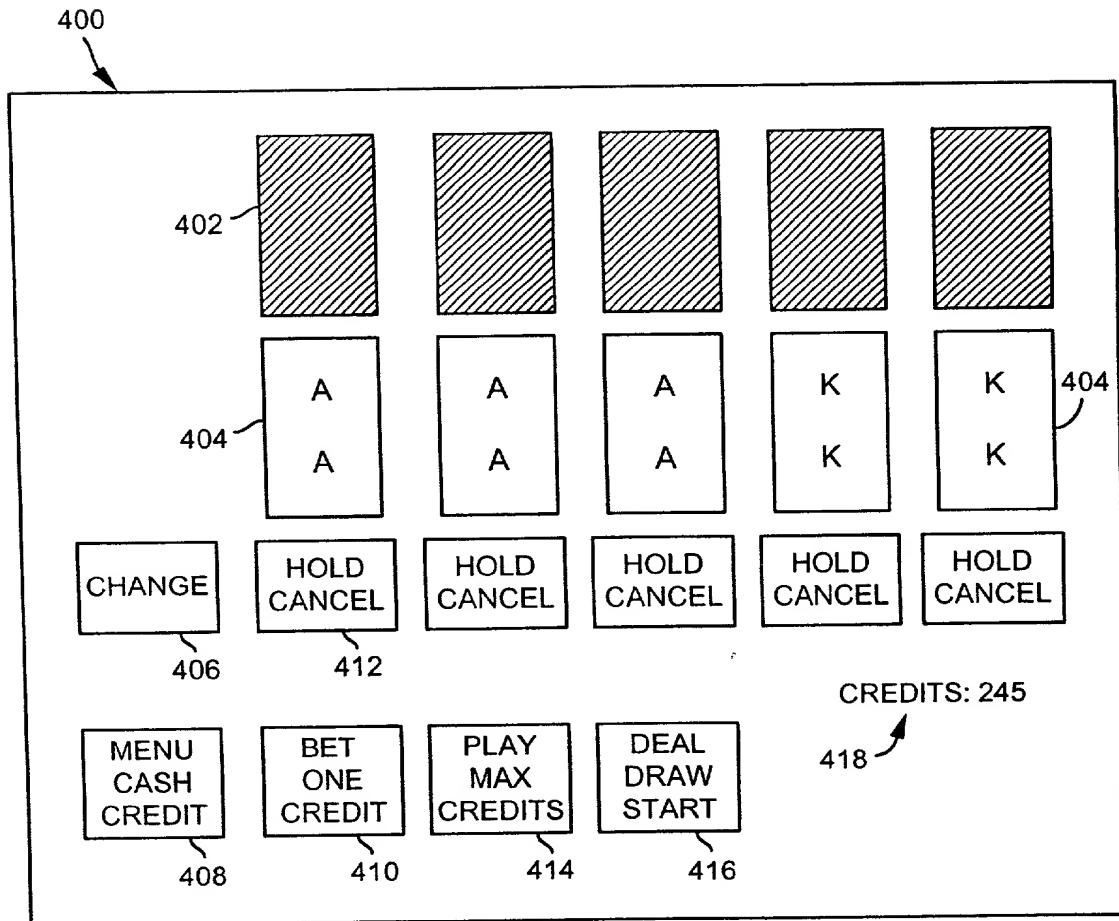 400
402
A A A K K
404
404
A A A K K
CHANGE
HOLD
CANCEL
HOLD
CANCEL
HOLD
CANCEL
HOLD
CANCEL
HOLD
CANCEL
406
412
CREDITS: 245
418
MENU
CASH
CREDIT
BET
ONE
CREDIT
PLAY
MAX
CREDITS
DEAL
DRAW
START
408
410
414
416